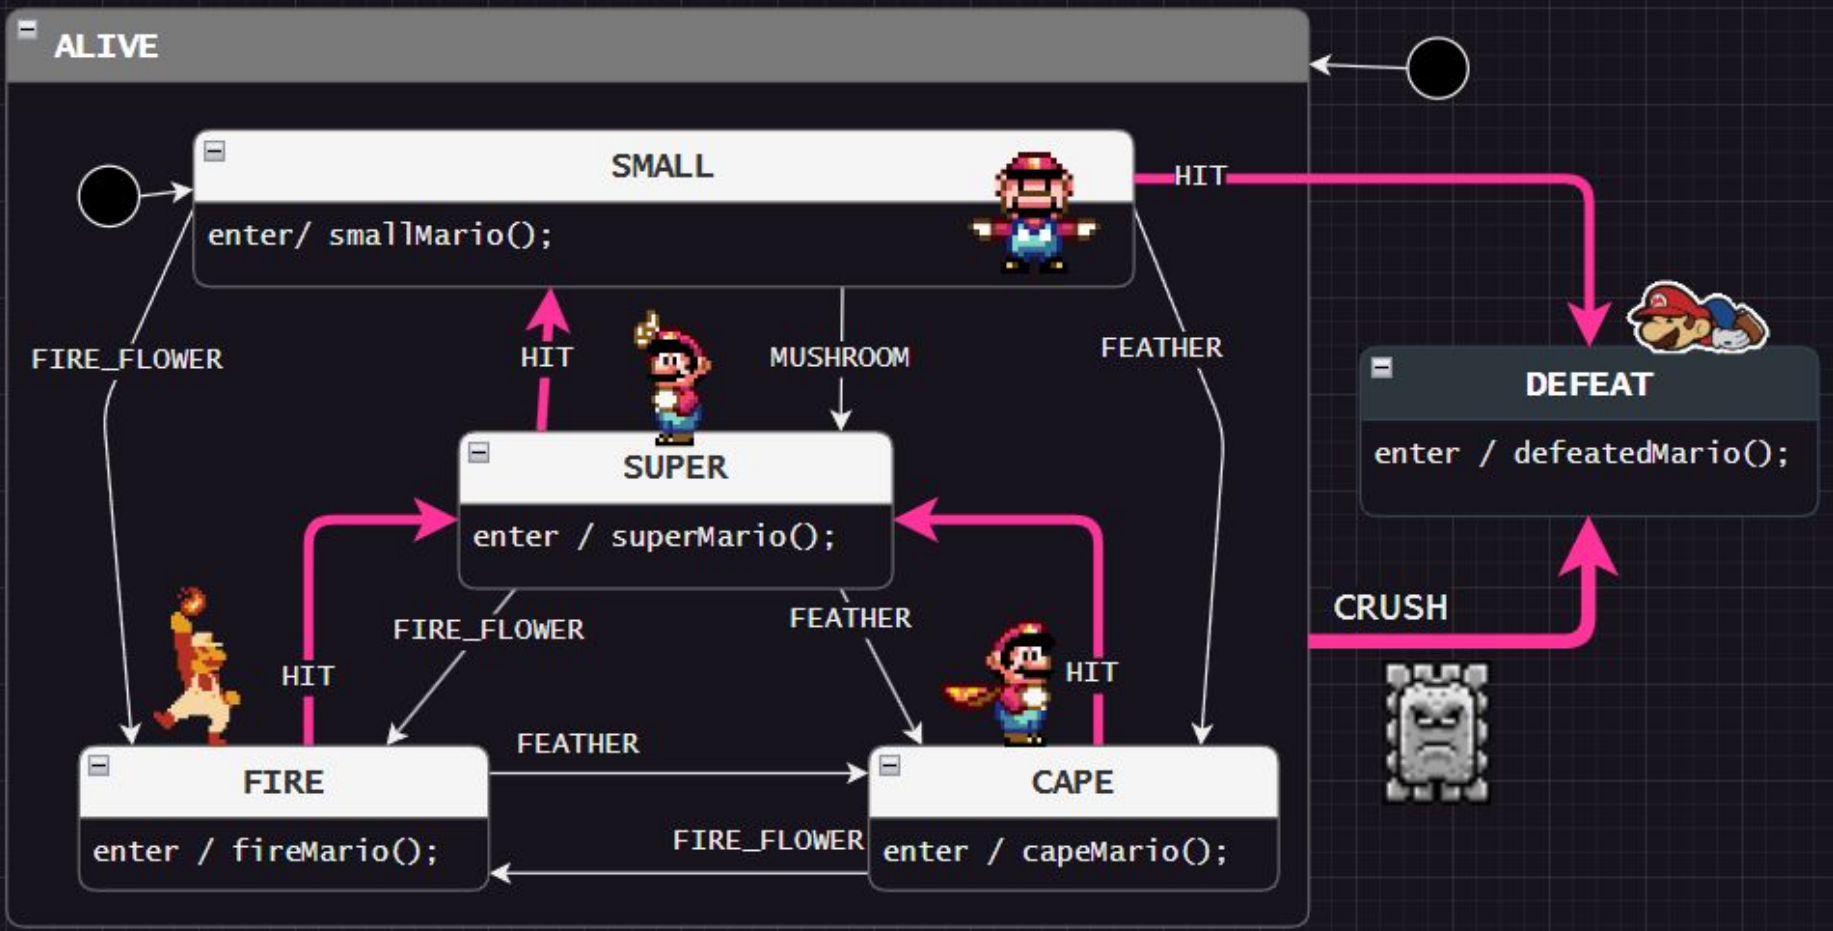 ALIVE
SMALL
enter/ smallMario();
HIT
FIRE_FLOWER
HIT
MUSHROOM
FEATHER
DEFEAT
enter / defeatedMario();
SUPER
enter / superMario();
FIRE_FLOWER
FEATHER
HIT
HIT
CRUSH
FEATHER
FIRE
enter / fireMario();
FIRE_FLOWER
CAPE
enter / capeMario();